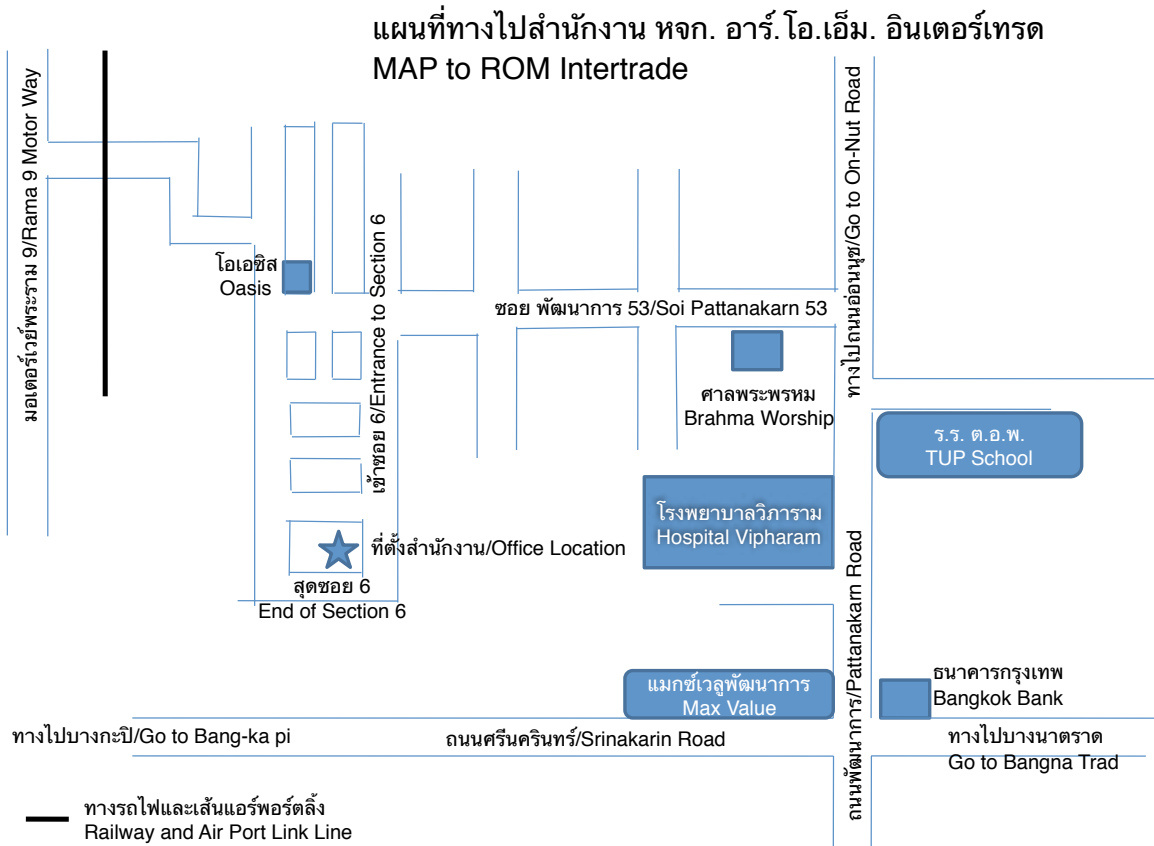 แผนที่ทางไปสำนักงาน หจก. อาร์.โอ.เอ็ม. อินเตอร์เทรด
MAP to ROM Intertrade
มอเตอร์เวย์พระราม 9/Rama 9 Motor Way
โอเอซิส
Oasis
เข้าซอย 6/Entrance to Section 6
ซอย พัฒนาการ 53/Soi Pattanakarn 53
ทางไปถนนอ่อนนุช/Go to On-Nut Road
ศาลพระพรหม
Brahma Worship
ร.ร. ต.อ.พ.
TUP School
โรงพยาบาลวิภาราม
Hospital Vipharam
ที่ตั้งสำนักงาน/Office Location
สุดซอย 6
End of Section 6
ถนนพัฒนาการ/Pattanakarn Road
แมกซ์เวลูพัฒนาการ
Max Value
ธนาคารกรุงเทพ
Bangkok Bank
ทางไปบางกะปิ/Go to Bang-ka pi
ถนนศรีนครินทร์/Srinakarin Road
ทางไปบางนาตราด
Go to Bangna Trad
ทางรถไฟและเส้นแอร์พอร์ตลิ้ง
Railway and Air Port Link Line